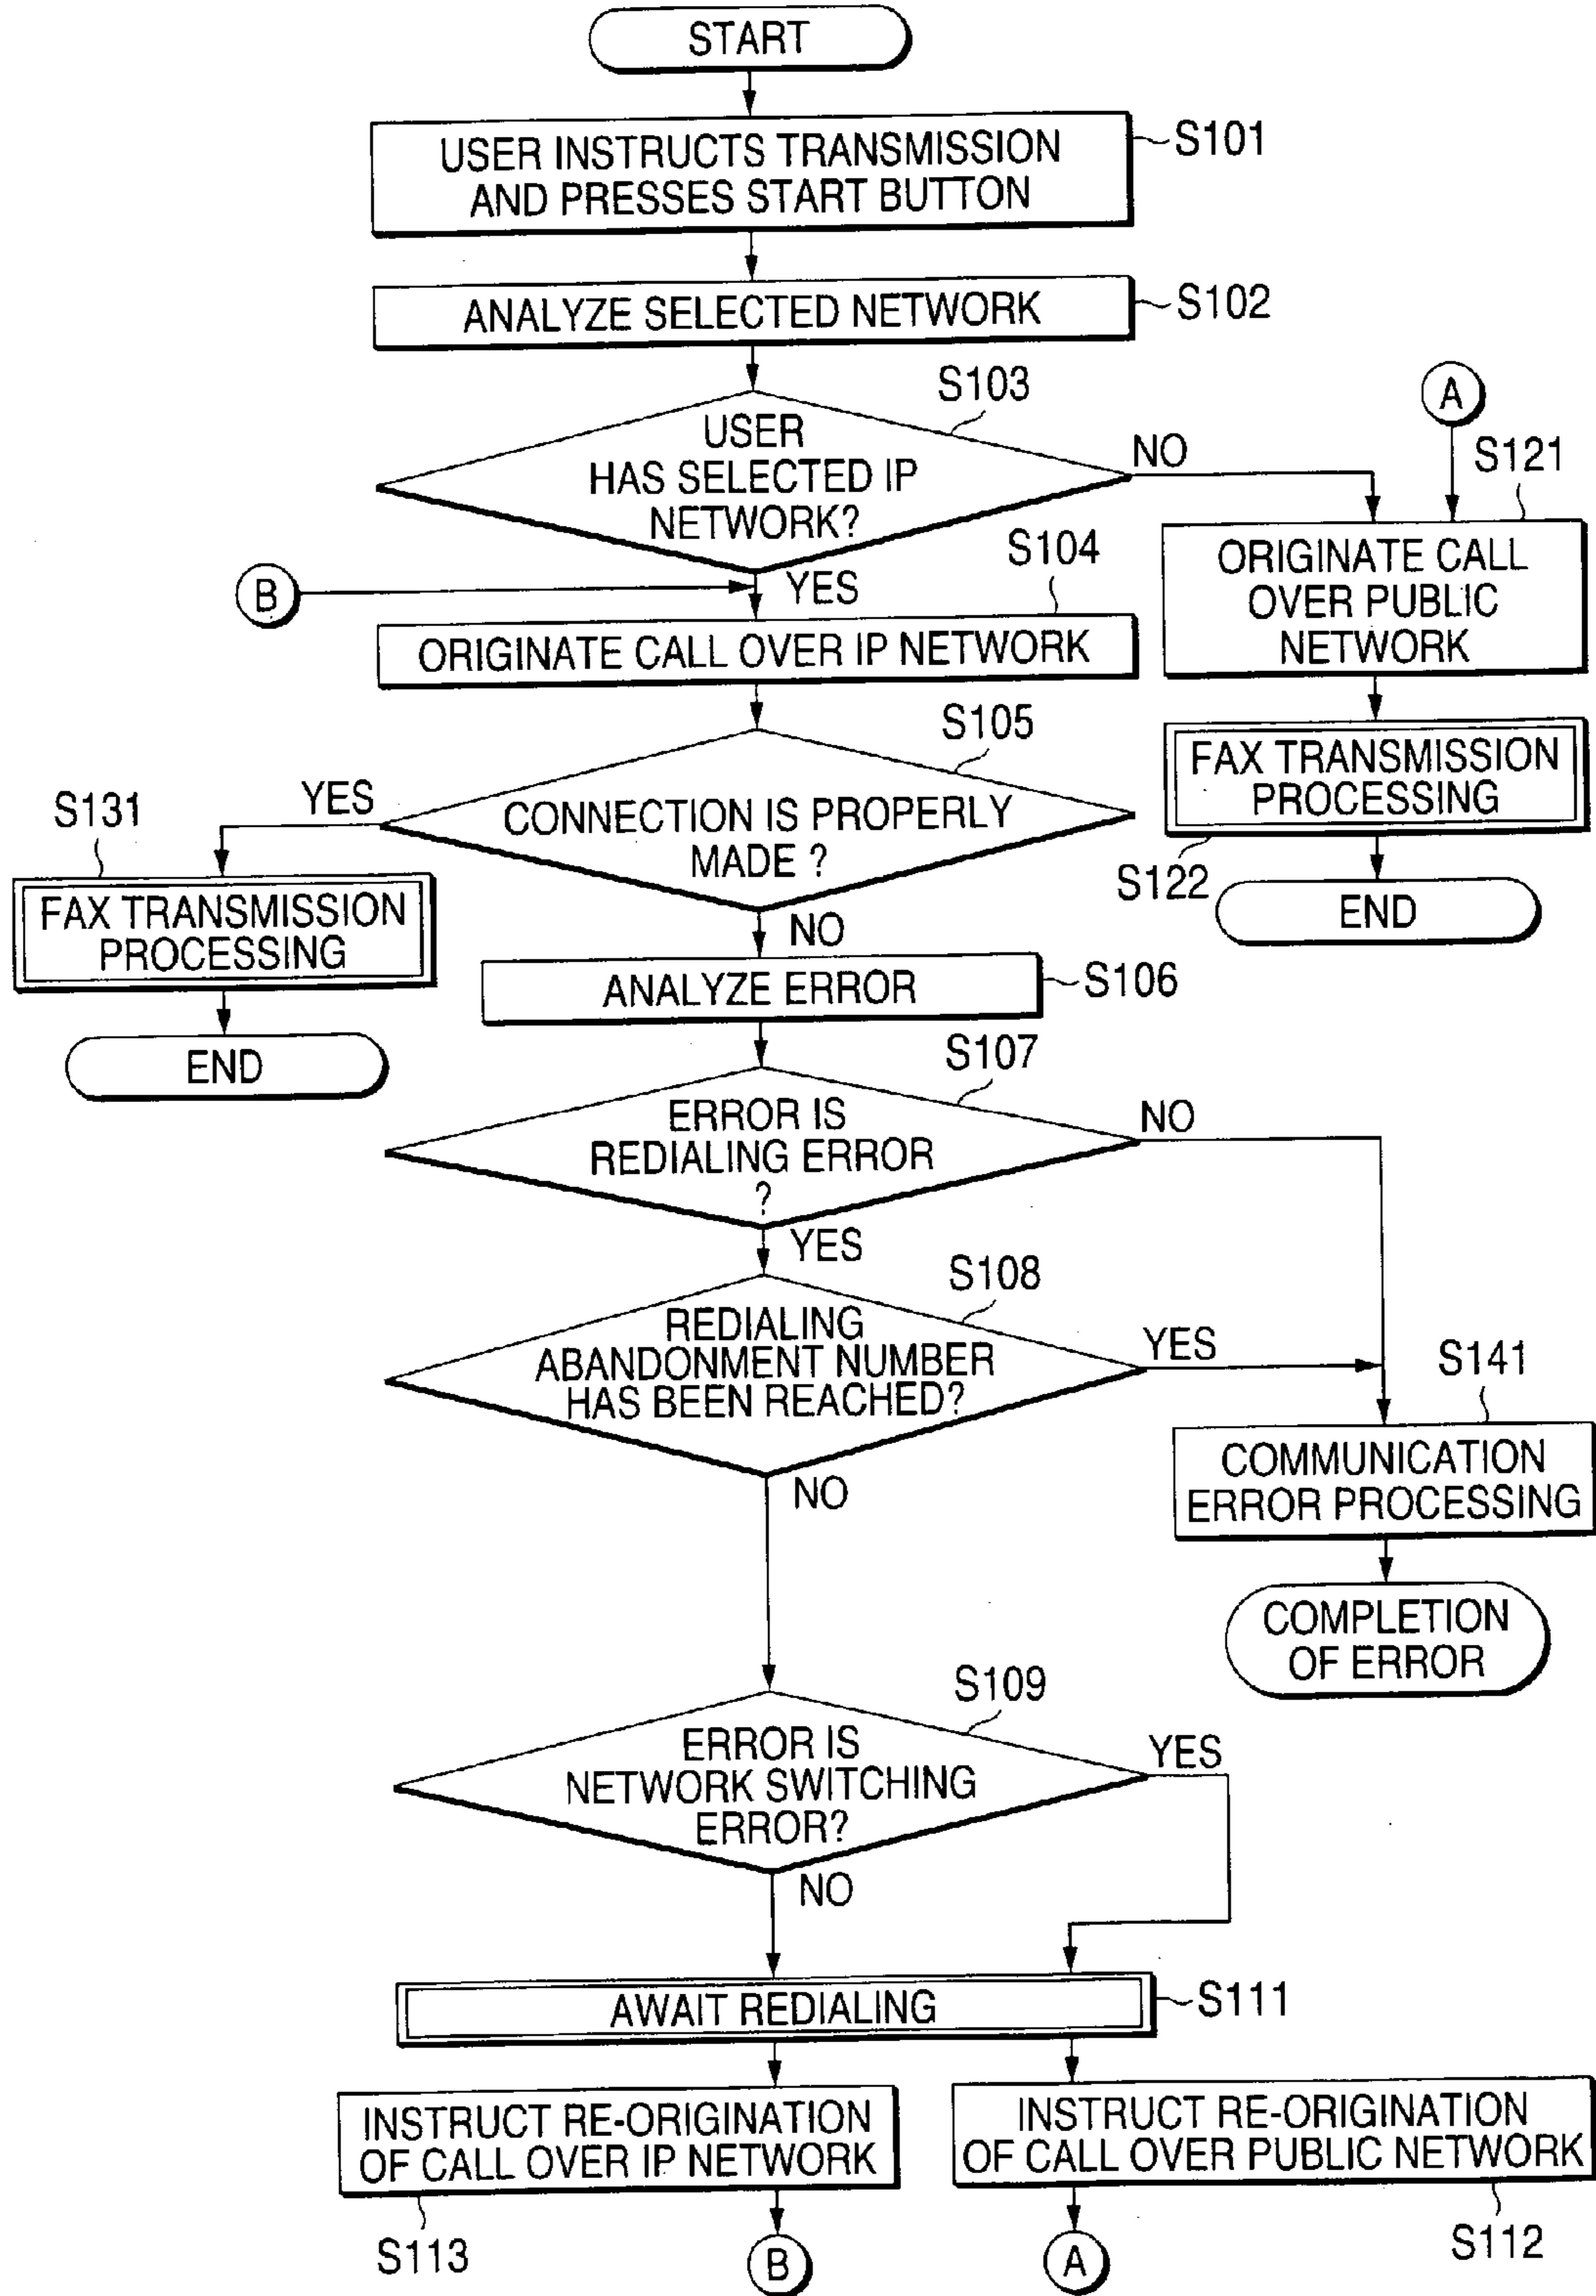 START
USER INSTRUCTS TRANSMISSION
AND PRESSES START BUTTON
S101
ANALYZE SELECTED NETWORK
S102
S103
USER
HAS SELECTED IP
NETWORK?
NO
A
S121
B
YES
S104
ORIGINATE CALL OVER IP NETWORK
ORIGINATE CALL
OVER PUBLIC
NETWORK
S105
CONNECTION IS PROPERLY
MADE ?
YES
S131
FAX TRANSMISSION
PROCESSING
S122
END
FAX TRANSMISSION
PROCESSING
END
NO
ANALYZE ERROR
S106
S107
ERROR IS
REDIALING ERROR
?
NO
YES
S108
REDIALING
ABANDONMENT NUMBER
HAS BEEN REACHED?
YES
S141
COMMUNICATION
ERROR PROCESSING
NO
COMPLETION
OF ERROR
S109
ERROR IS
NETWORK SWITCHING
ERROR?
YES
NO
AWAIT REDIALING
S111
INSTRUCT RE-ORIGINATION
OF CALL OVER IP NETWORK
INSTRUCT RE-ORIGINATION
OF CALL OVER PUBLIC NETWORK
S113
B
A
S112